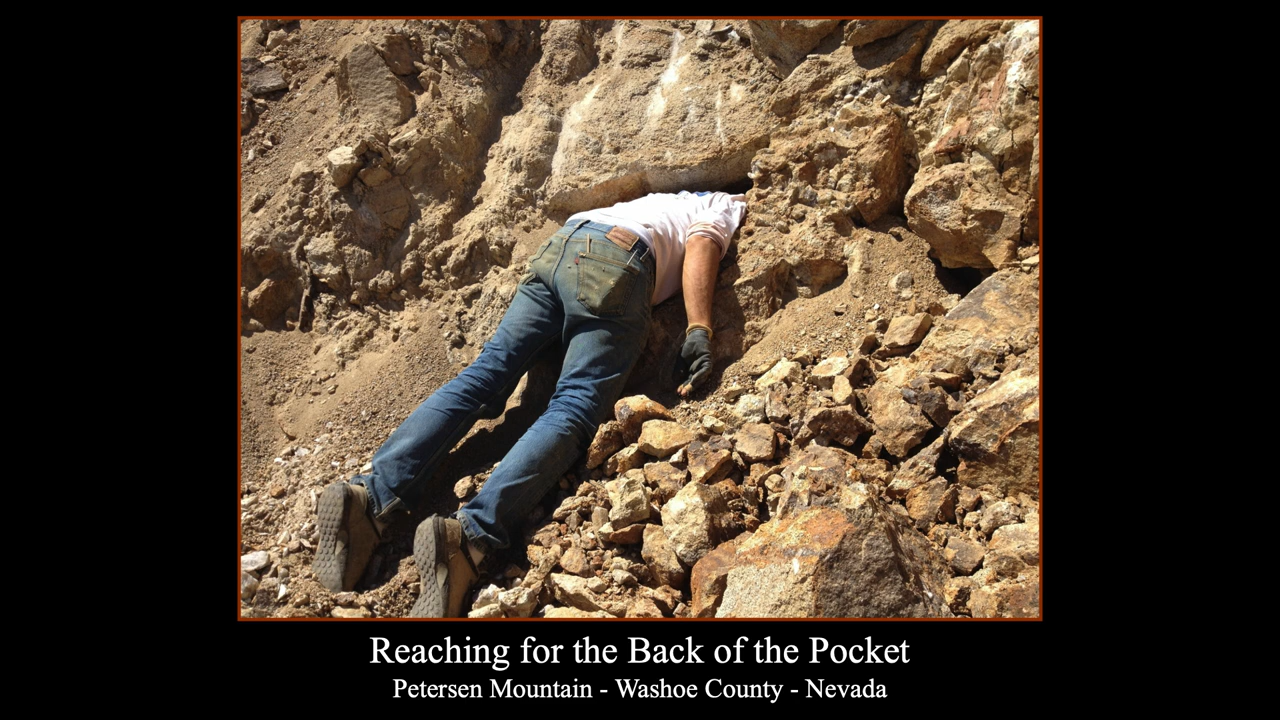 Reaching for the Back of the Pocket
Petersen Mountain - Washoe County - Nevada